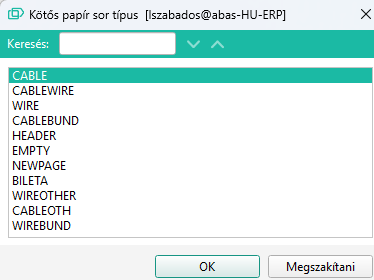 Kötős papír sor típus [lszabados@abas-HU-ERP]
Keresés:
CABLE
CABLEWIRE
WIRE
CABLEBUND
HEADER
EMPTY
NEWPAGE
BILETA
WIREOTHER
CABLEOTH
WIREBUND
OK Megszakítani